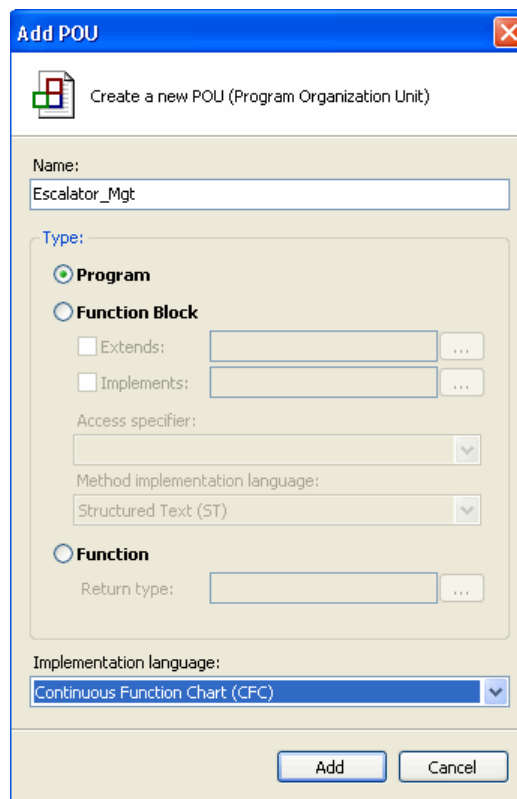 Add POU
Create a new POU (Program Organization Unit)
Name:
Escalator_Mgt
Type:
Program
Function Block
Extends:
...
Implements:
...
Access specifier:
Method implementation language:
Structured Text (ST)
Function
Return type:
...
Implementation language:
Continuous Function Chart (CFC)
Add Cancel